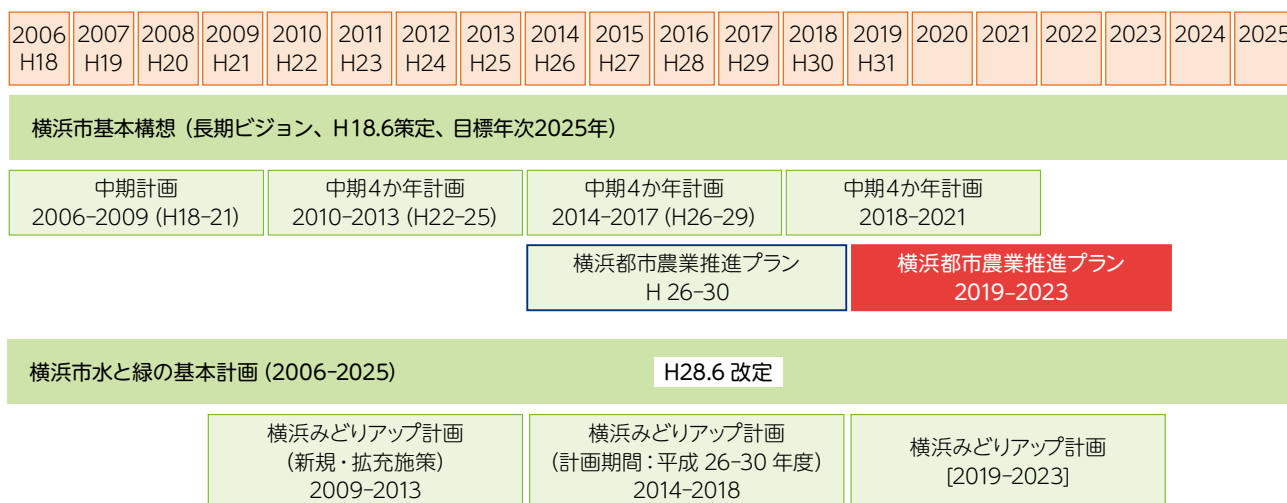 2006 2007 2008 2009 2010 2011 2012 2013 2014 2015 2016 2017 2018 2019 2020 2021 2022 2023 2024 2025
H18 H19 H20 H21 H22 H23 H24 H25 H26 H27 H28 H29 H30 H31
横浜市基本構想（長期ビジョン、H18.6策定、目標年次2025年）
中期計画
2006-2009 (H18-21)
中期4か年計画
2010-2013 (H22-25)
中期4か年計画
2014-2017 (H26-29)
中期4か年計画
2018-2021
横浜都市農業推進プラン
H 26-30
横浜都市農業推進プラン
2019-2023
横浜市水と緑の基本計画 (2006-2025)
H28.6 改定
横浜みどりアップ計画
(新規・拡充施策)
2009-2013
横浜みどりアップ計画
(計画期間：平成 26-30 年度)
2014-2018
横浜みどりアップ計画
[2019-2023]